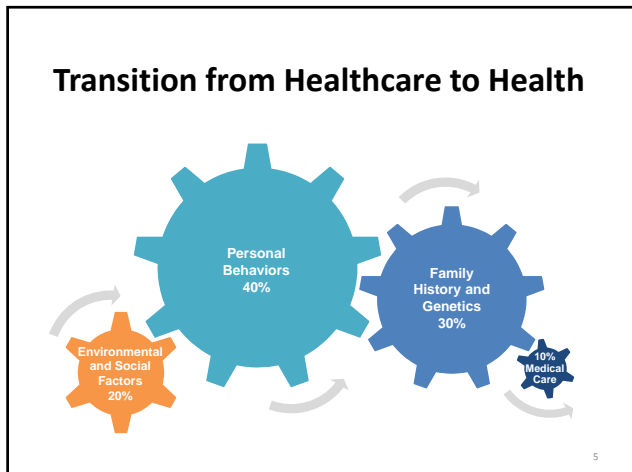 Transition from Healthcare to Health
Personal
Behaviors
40%
Family
History and
Genetics
30%
Environmental
and Social
Factors
20%
10%
Medical
Care
5